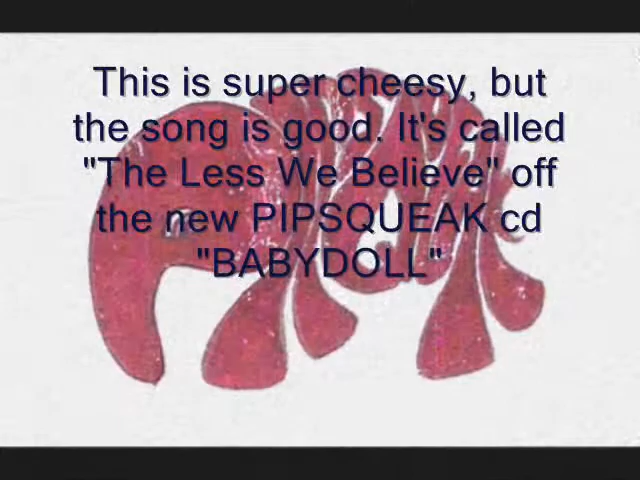 This is super cheesy, but
the song is good. It's called
"The Less We Believe" off
the new PIPSQUEAK cd
"BABYDOLL"